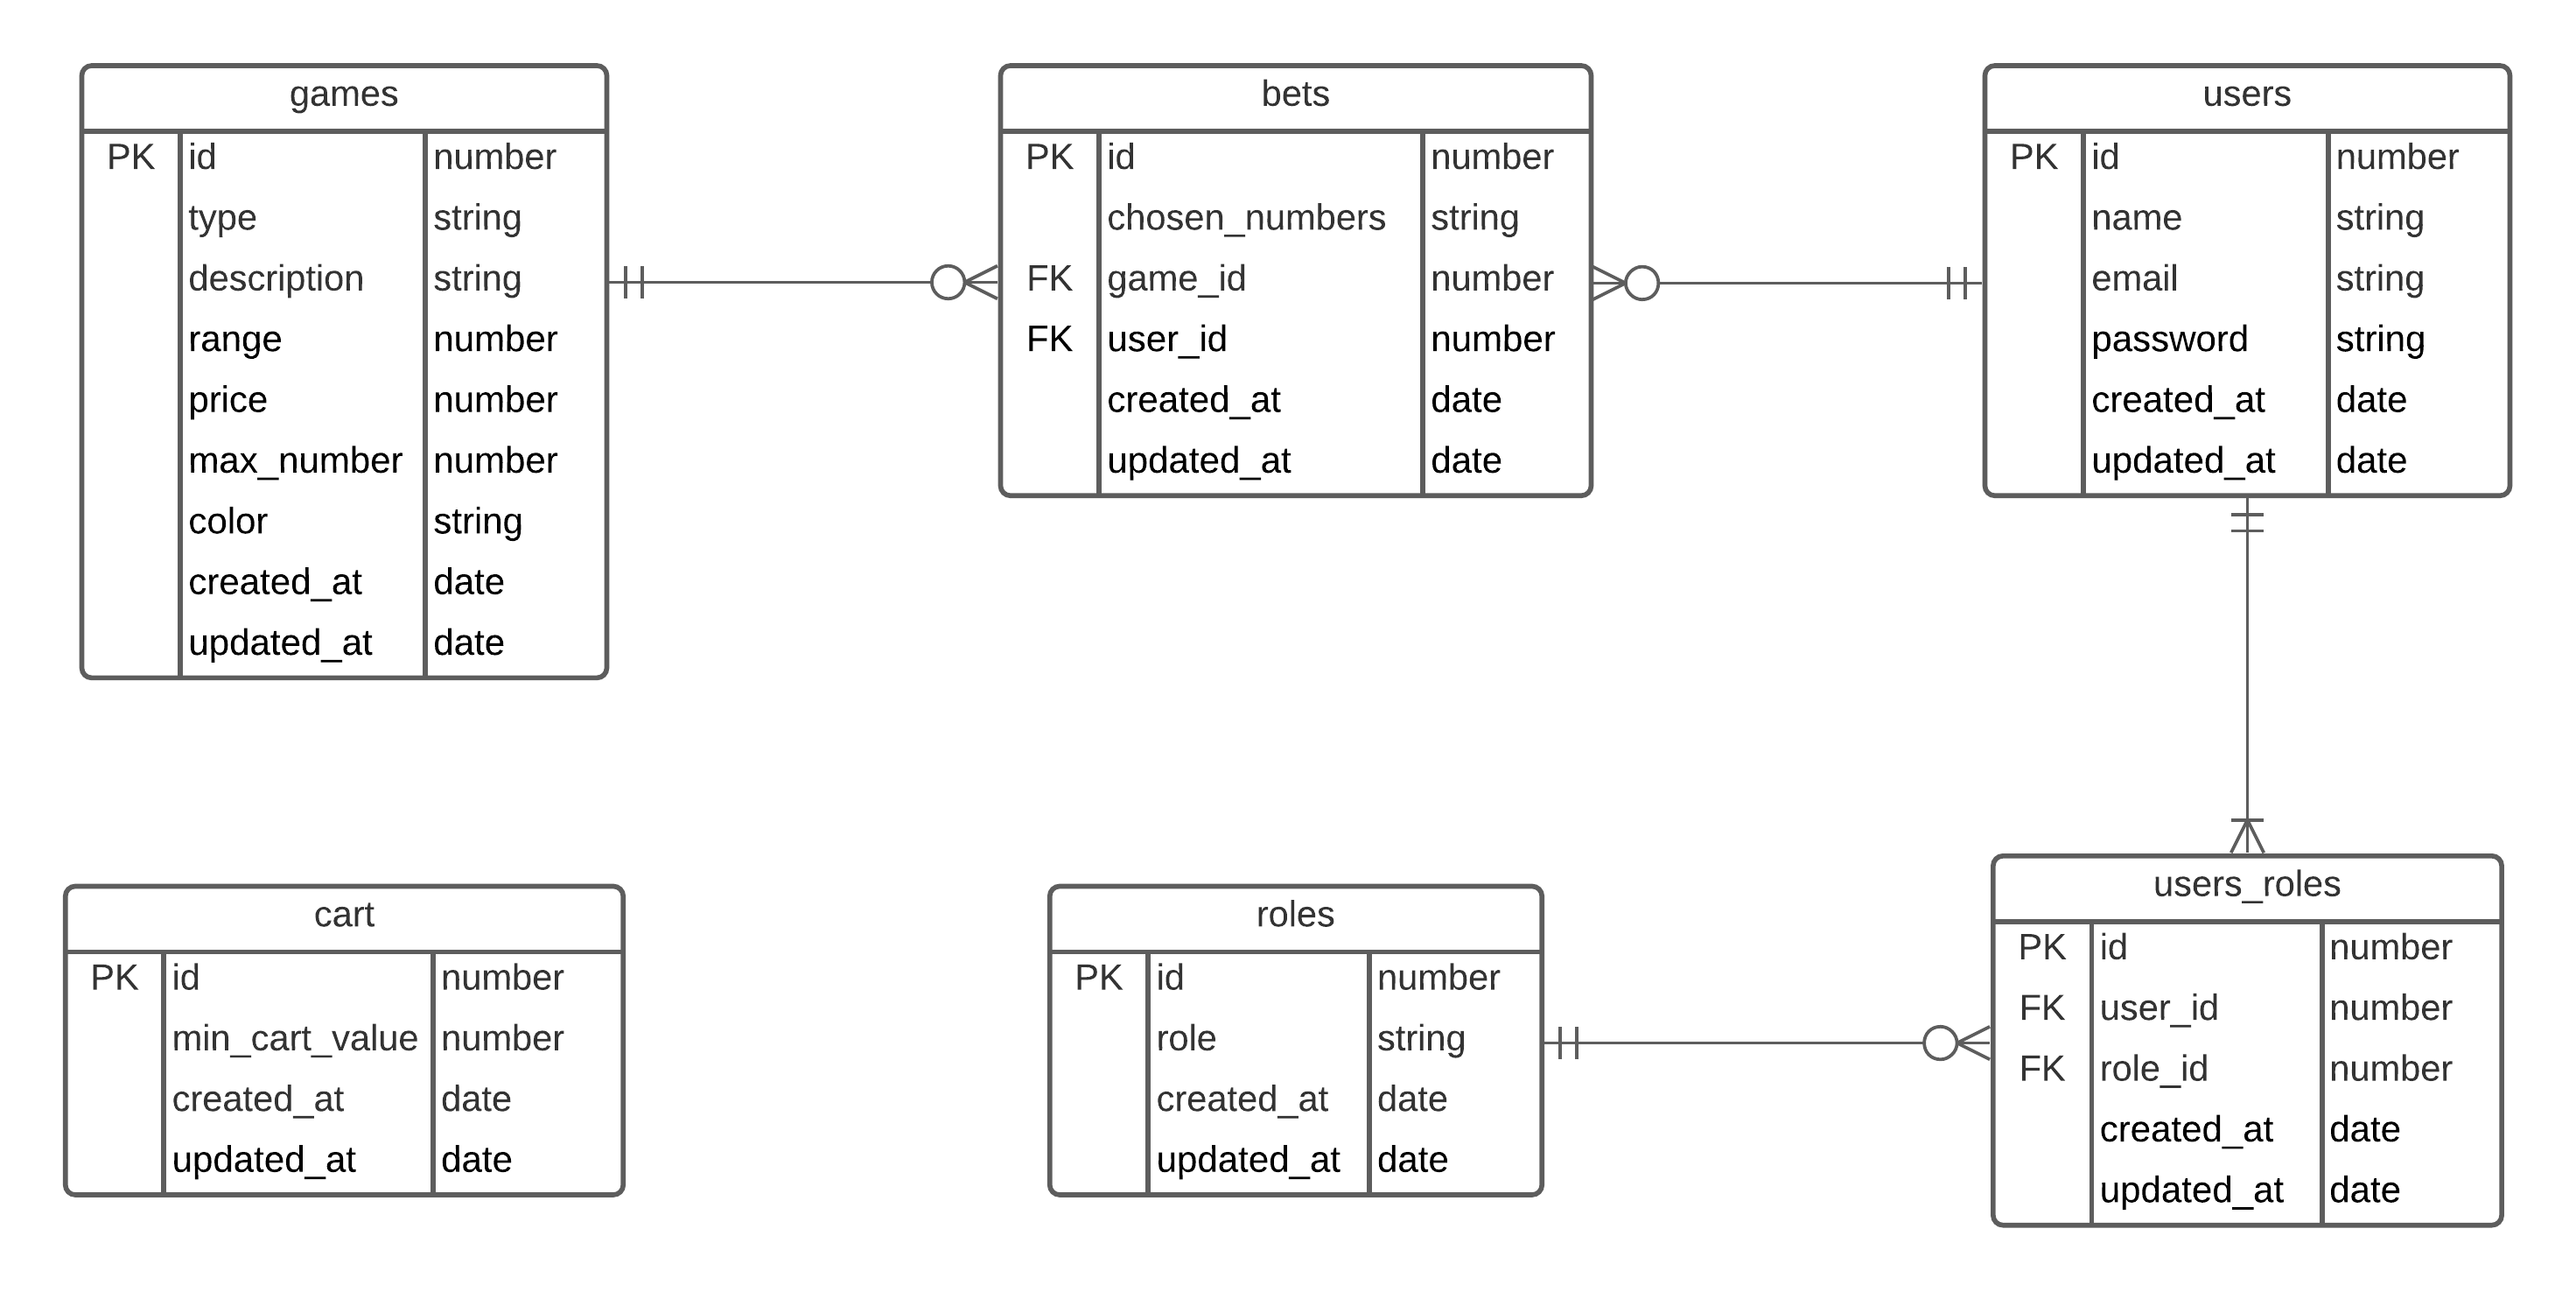 games
PK id number
type string
description string
range number
price number
max_number number
color string
created_at date
updated_at date
bets
PK id number
chosen_numbers string
FK game_id number
FK user_id number
created_at date
updated_at date
users
PK id number
name string
email string
password string
created_at date
updated_at date
cart
PK id number
min_cart_value number
created_at date
updated_at date
roles
PK id number
role string
created_at date
updated_at date
users_roles
PK id number
FK user_id number
FK role_id number
created_at date
updated_at date